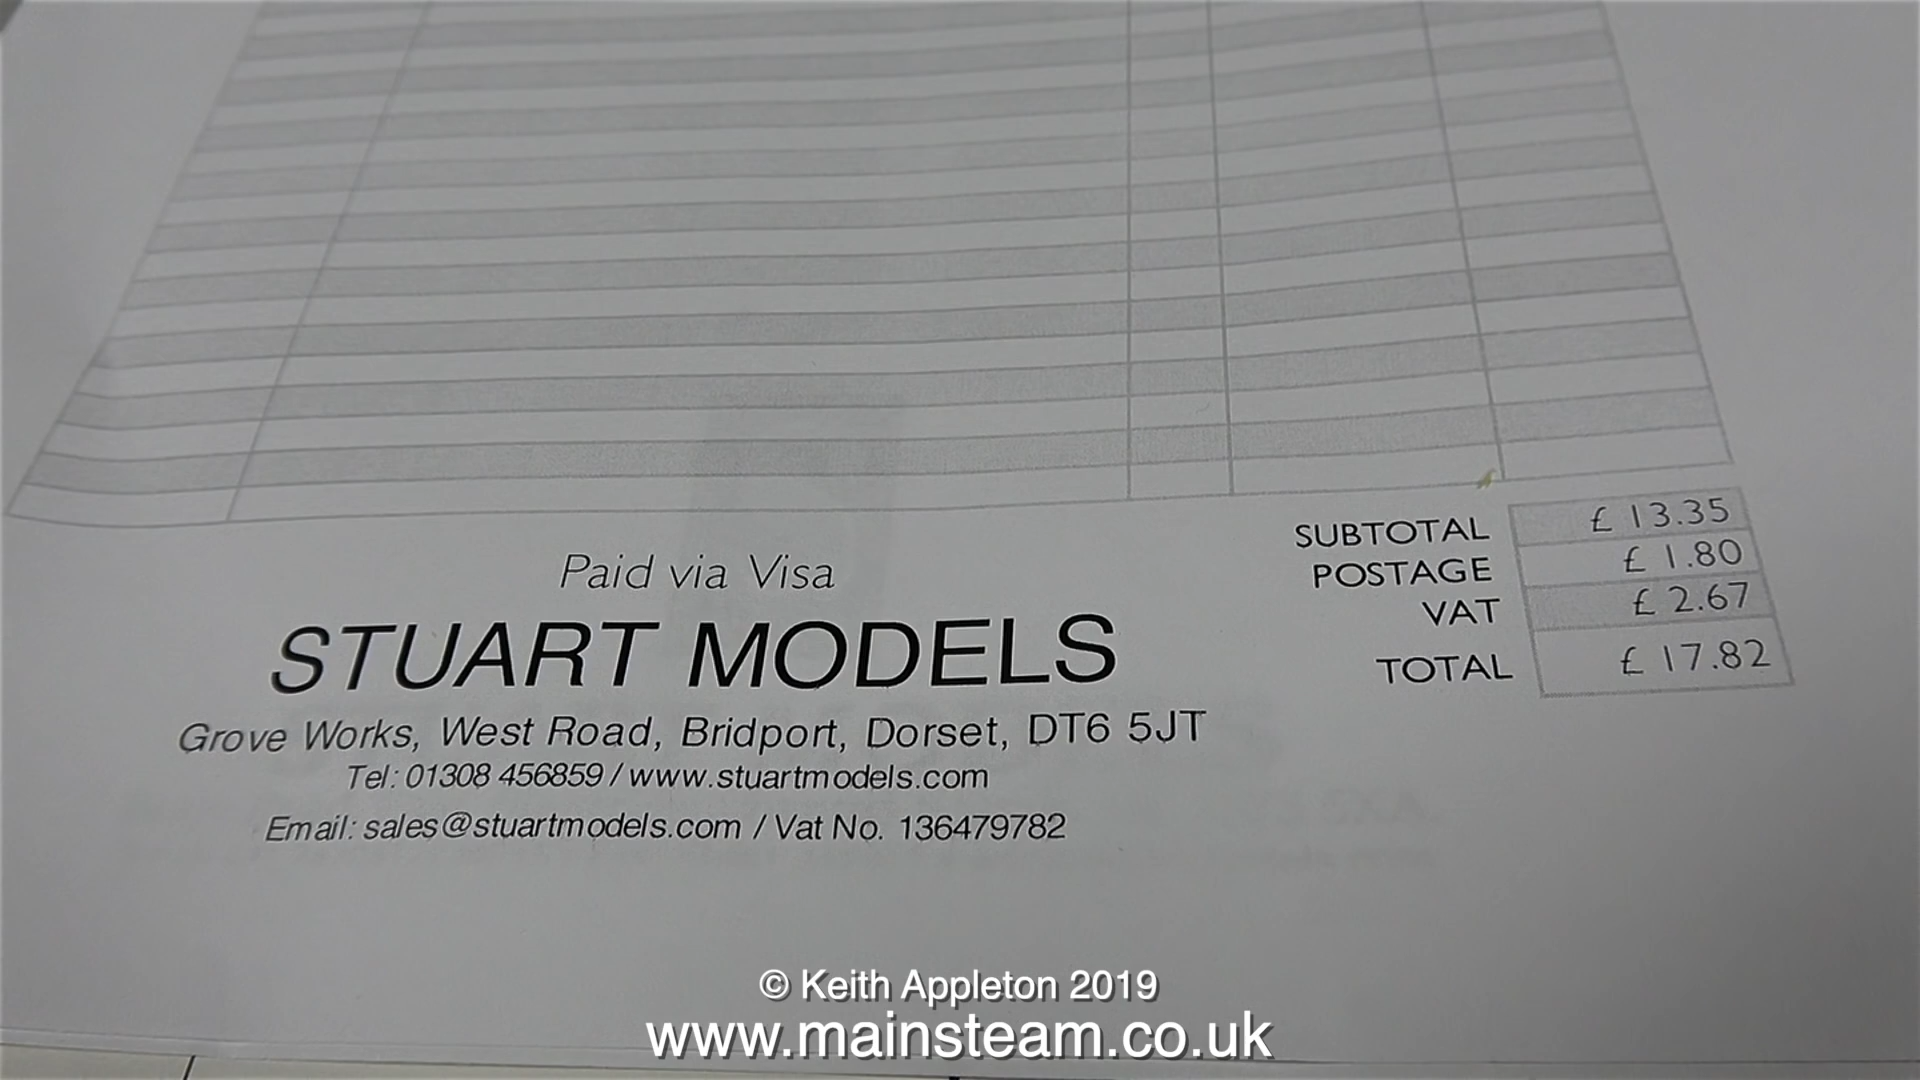 SUBTOTAL £ 13.35
POSTAGE £ 1.80
VAT £ 2.67
TOTAL £ 17.82
Paid via Visa
STUART MODELS
Grove Works, West Road, Bridport, Dorset, DT6 5JT
Tel: 01308 456859 / www.stuartmodels.com
Email: sales@stuartmodels.com / Vat No. 136479782
© Keith Appleton 2019
www.mainsteam.co.uk